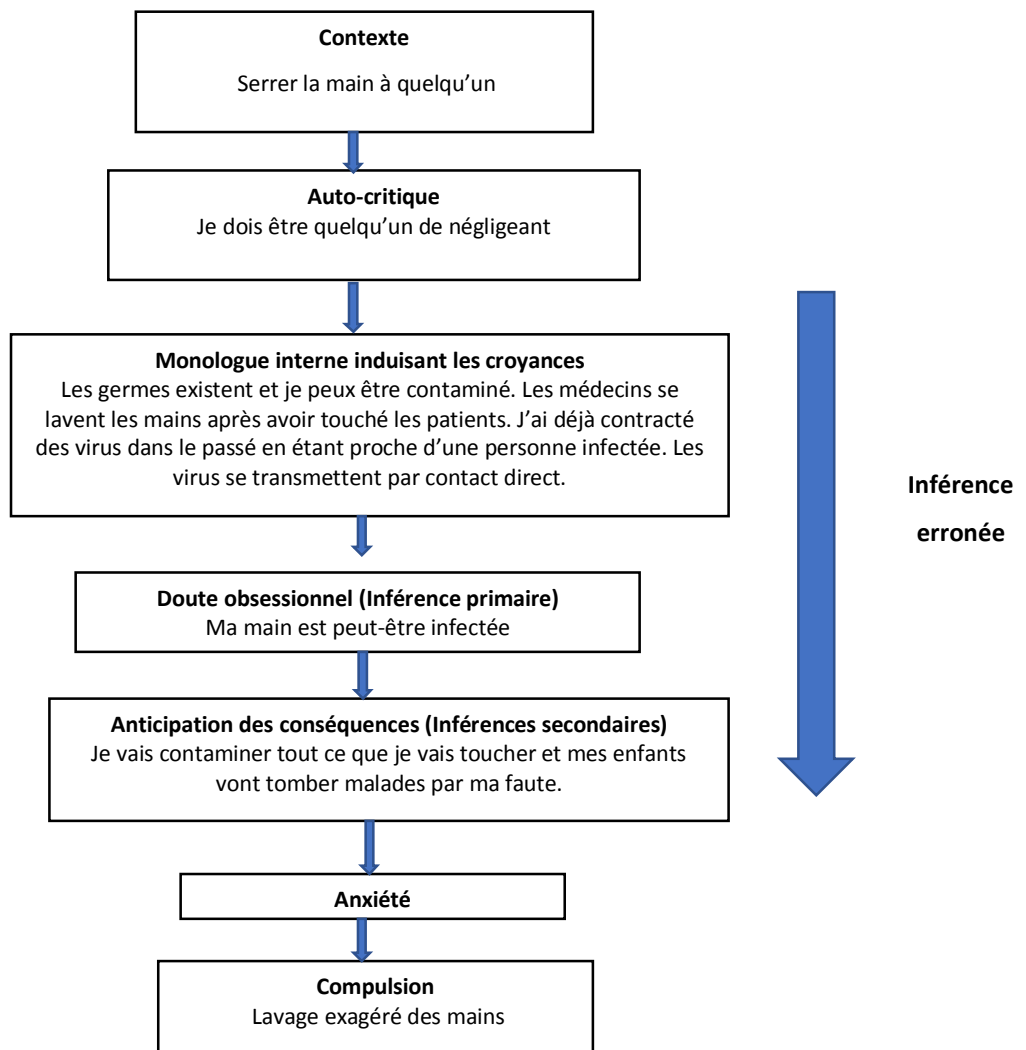 Contexte
Serrer la main à quelqu’un
Auto-critique
Je dois être quelqu’un de négligeant
Monologue interne induisant les croyances
Les germes existent et je peux être contaminé. Les médecins se
lavent les mains après avoir touché les patients. J’ai déjà contracté
des virus dans le passé en étant proche d’une personne infectée. Les
virus se transmettent par contact direct.
Inférence
erronée
Doute obsessionnel (Inférence primaire)
Ma main est peut-être infectée
Anticipation des conséquences (Inférences secondaires)
Je vais contaminer tout ce que je vais toucher et mes enfants
vont tomber malades par ma faute.
Anxiété
Compulsion
Lavage exagéré des mains